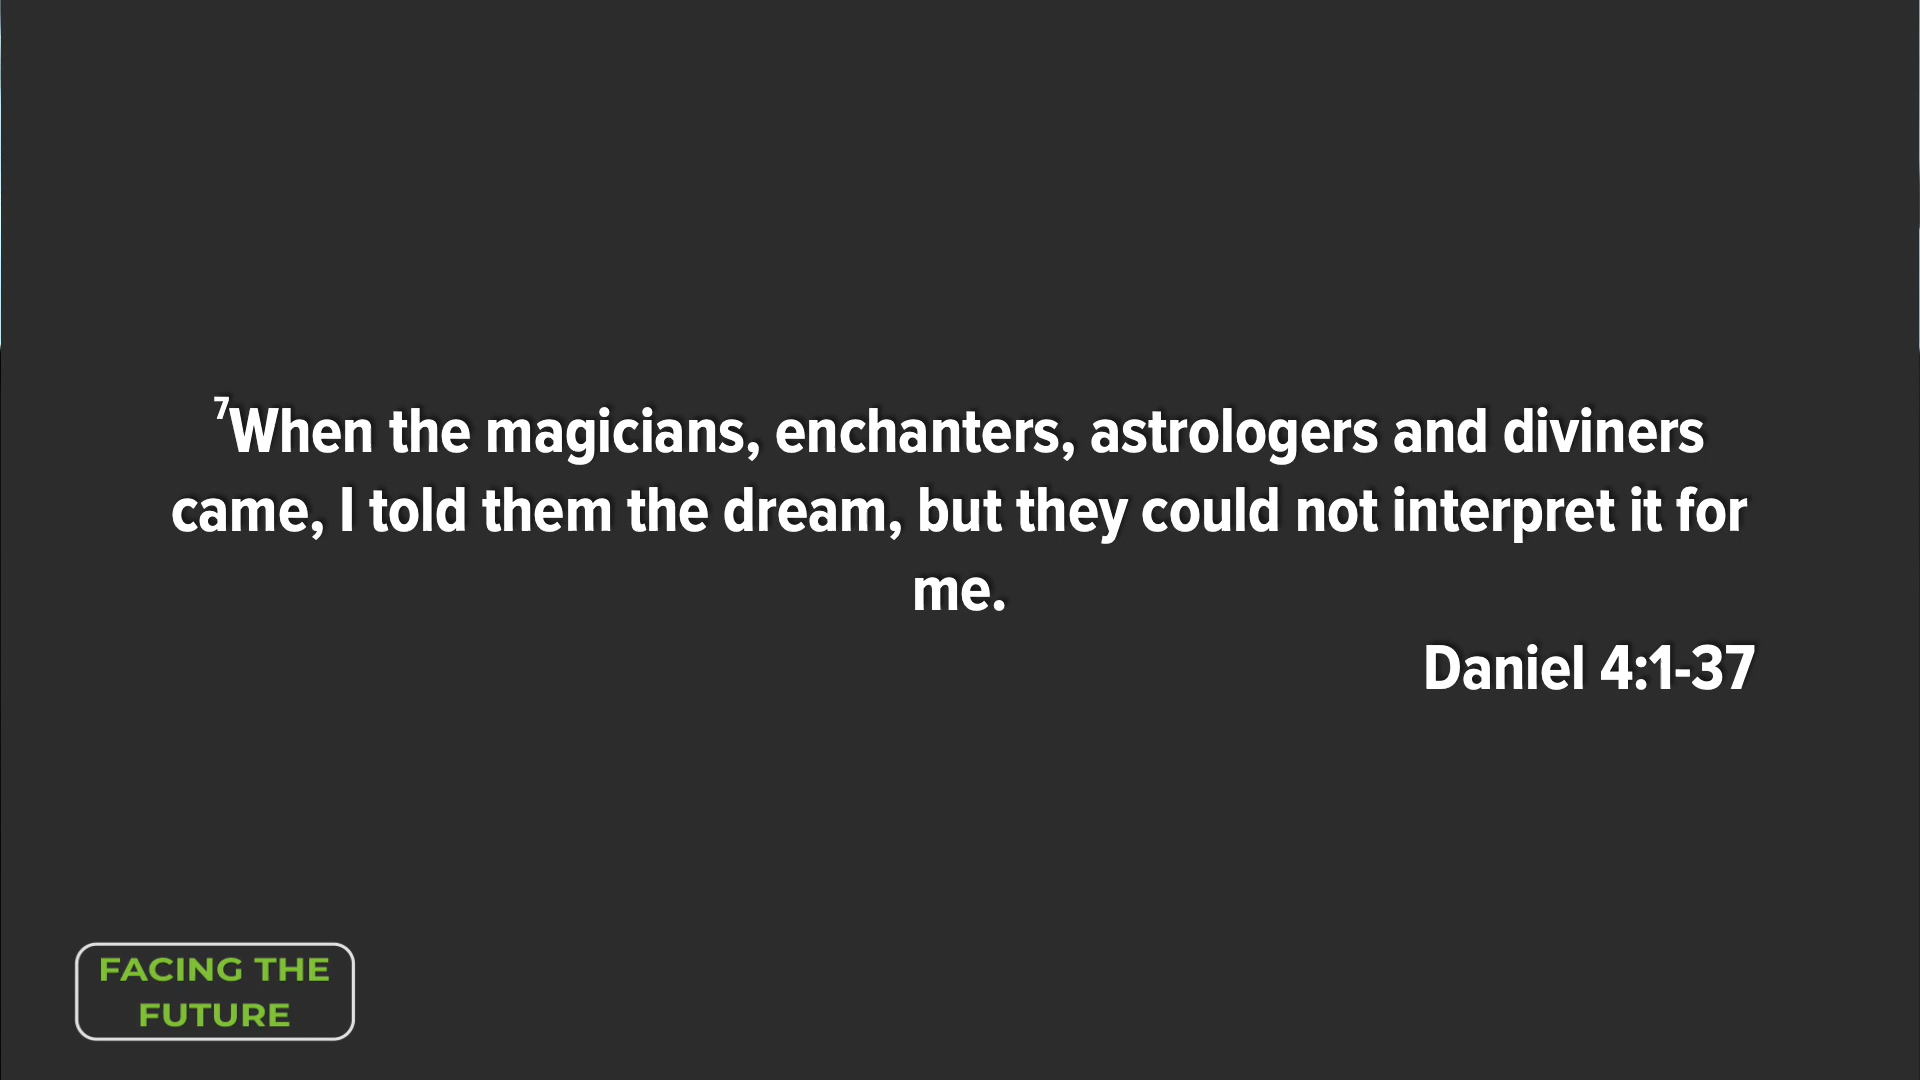 ⁷When the magicians, enchanters, astrologers and diviners
came, I told them the dream, but they could not interpret it for
me.
Daniel 4:1-37
FACING THE
FUTURE